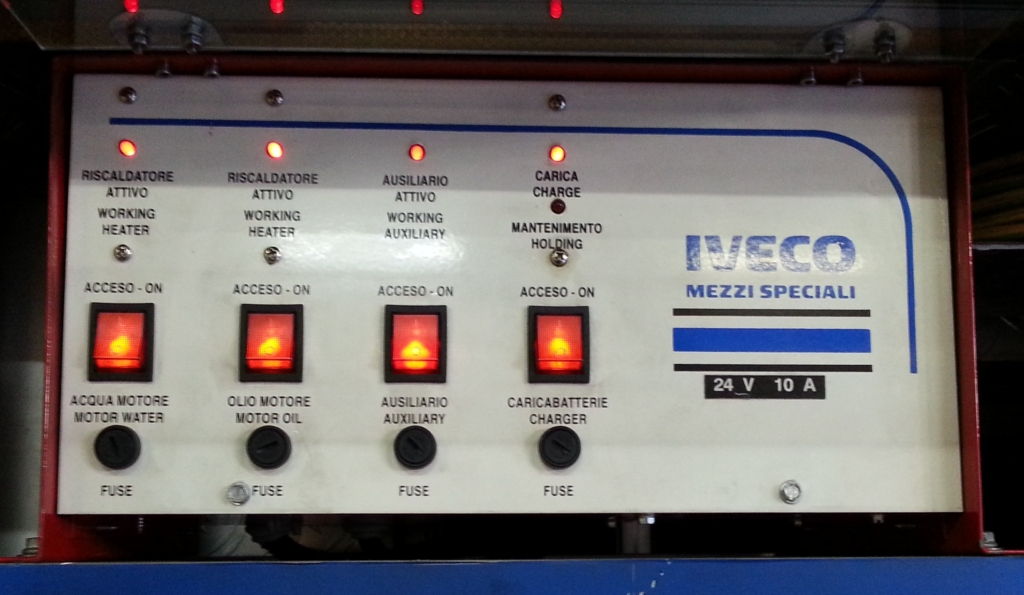 RISCALDATORE
ATTIVO
WORKING
HEATER
RISCALDATORE
ATTIVO
WORKING
HEATER
AUSILIARIO
ATTIVO
WORKING
AUXILIARY
CARICA
CHARGE
MANTENIMENTO
HOLDING
ACCESO - ON
ACCESO - ON
ACCESO - ON
ACCESO - ON
ACQUA MOTORE
MOTOR WATER
OLIO MOTORE
MOTOR OIL
AUSILIARIO
AUXILIARY
CARICABATTERIE
CHARGER
FUSE
FUSE
FUSE
FUSE
IVECO
MEZZI SPECIALI
24 V 10 A